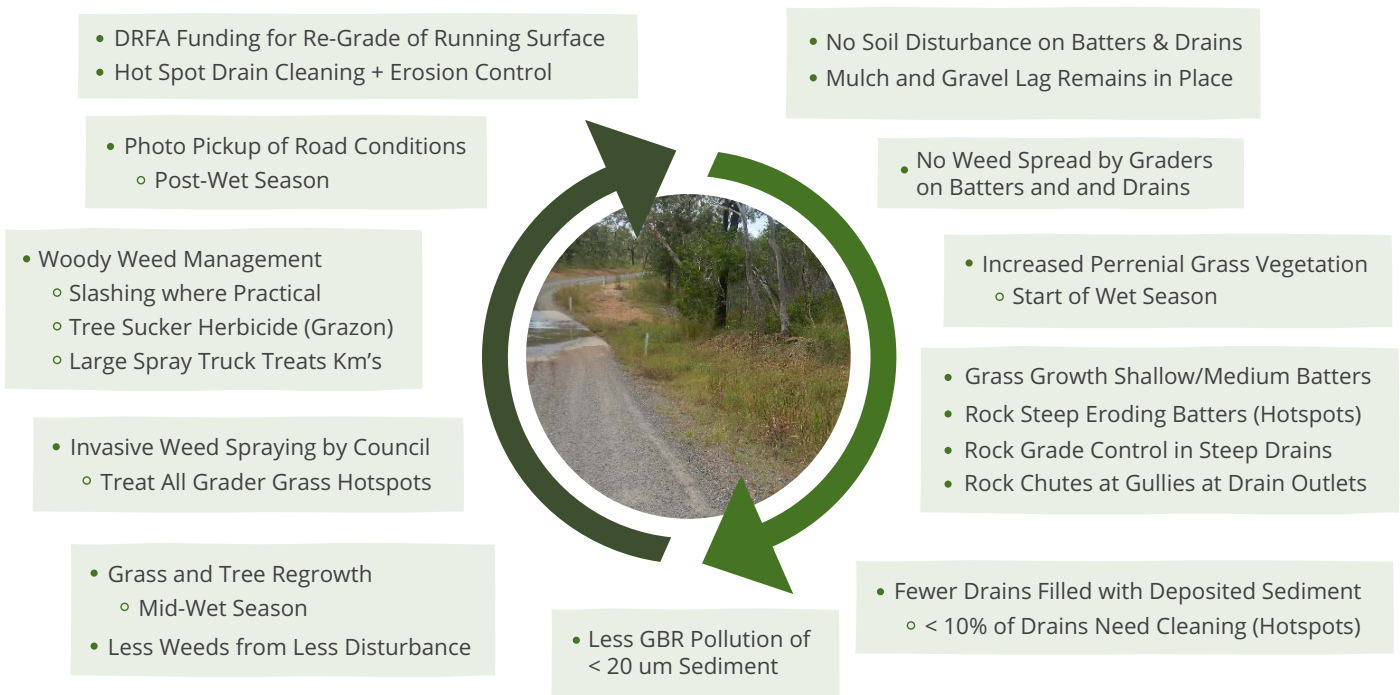 • DRFA Funding for Re-Grade of Running Surface
• Hot Spot Drain Cleaning + Erosion Control
• No Soil Disturbance on Batters & Drains
• Mulch and Gravel Lag Remains in Place
• No Weed Spread by Graders
on Batters and and Drains
• Increased Perrenial Grass Vegetation
○ Start of Wet Season
• Grass Growth Shallow/Medium Batters
• Rock Steep Eroding Batters (Hotspots)
• Rock Grade Control in Steep Drains
• Rock Chutes at Gullies at Drain Outlets
• Fewer Drains Filled with Deposited Sediment
○ < 10% of Drains Need Cleaning (Hotspots)
• Less GBR Pollution of
< 20 um Sediment
• Grass and Tree Regrowth
○ Mid-Wet Season
• Less Weeds from Less Disturbance
• Invasive Weed Spraying by Council
○ Treat All Grader Grass Hotspots
• Woody Weed Management
○ Slashing where Practical
○ Tree Sucker Herbicide (Grazon)
○ Large Spray Truck Treats Km’s
• Photo Pickup of Road Conditions
○ Post-Wet Season